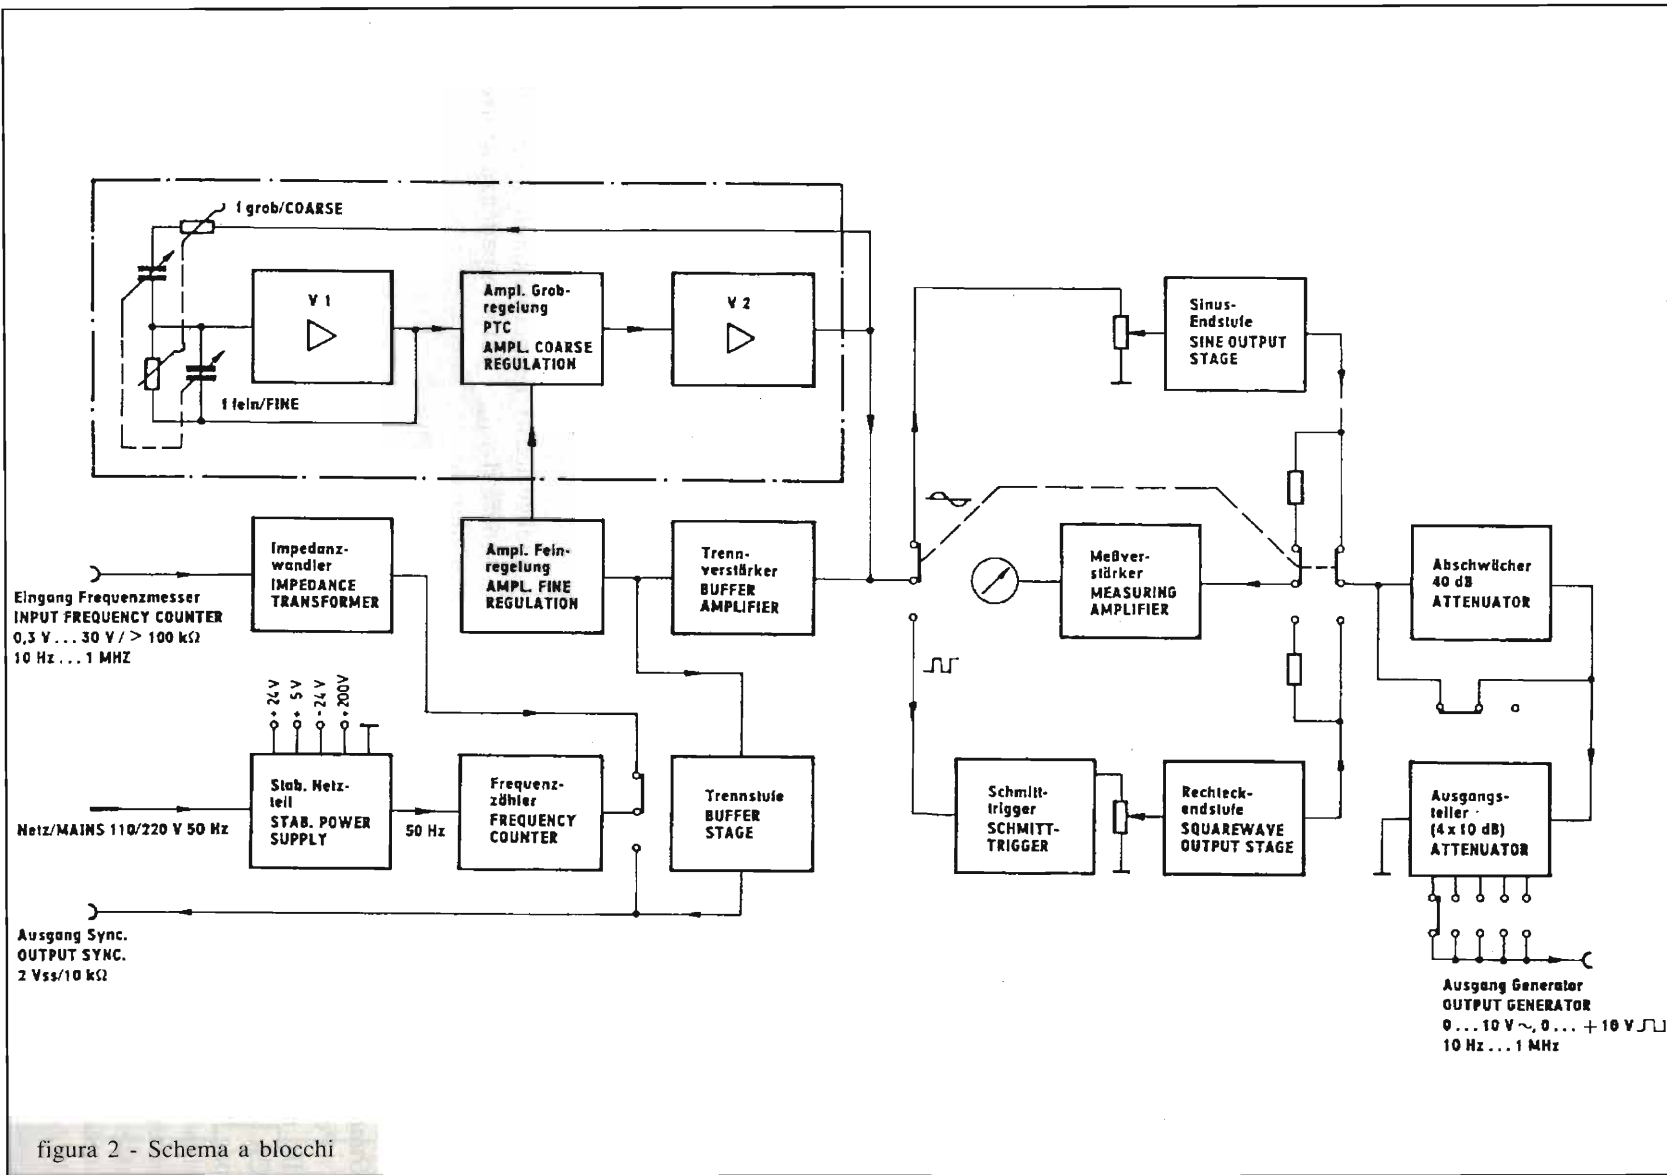 f grob/COARSE
V 1
Ampl. Grob-
regelung
PTC
AMPL. COARSE
REGULATION
V 2
f fein/FINE
Sinus-
Endstufe
SINE OUTPUT
STAGE
Impedanz-
wandler
IMPEDANCE
TRANSFORMER
Ampl. Fein-
regelung
AMPL. FINE
REGULATION
Trenn-
verstärker
BUFFER
AMPLIFIER
Meßver-
stärker
MEASURING
AMPLIFIER
Abschwächer
40 dB
ATTENUATOR
Eingang Frequenzmesser
INPUT FREQUENCY COUNTER
0,3 V... 30 V / > 100 kΩ
10 Hz... 1 MHZ
+ 24 V
+ 5 V
- 24 V
+ 200V
Stab. Netz-
teil
STAB. POWER
SUPPLY
Netz/MAINS 110/220 V 50 Hz
50 Hz
Frequenz-
zähler
FREQUENCY
COUNTER
Trennstufe
BUFFER
STAGE
Schmitt-
trigger
SCHMITT-
TRIGGER
Rechteck-
endstufe
SQUAREWAVE
OUTPUT STAGE
Ausgangs-
teiler
(4 x 10 dB)
ATTENUATOR
Ausgang Sync.
OUTPUT SYNC.
2 Vss/10 kΩ
Ausgang Generator
OUTPUT GENERATOR
0...10 V ~, 0... +10 V
10 Hz...1 MHz
figura 2 - Schema a blocchi